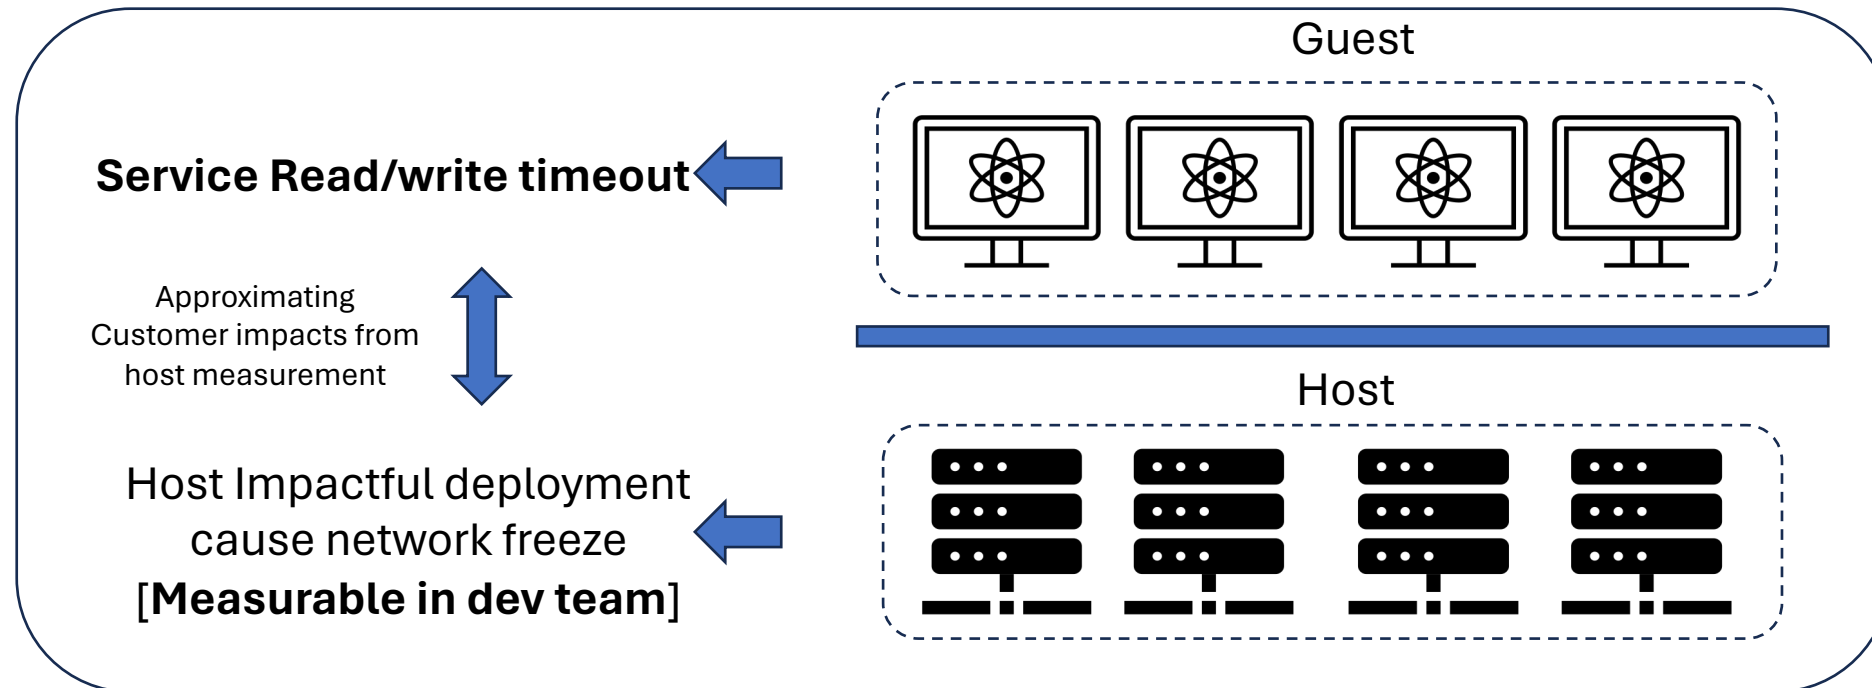 Guest
Service Read/write timeout
Approximating
Customer impacts from
host measurement
Host
Host Impactful deployment
cause network freeze
[Measurable in dev team]